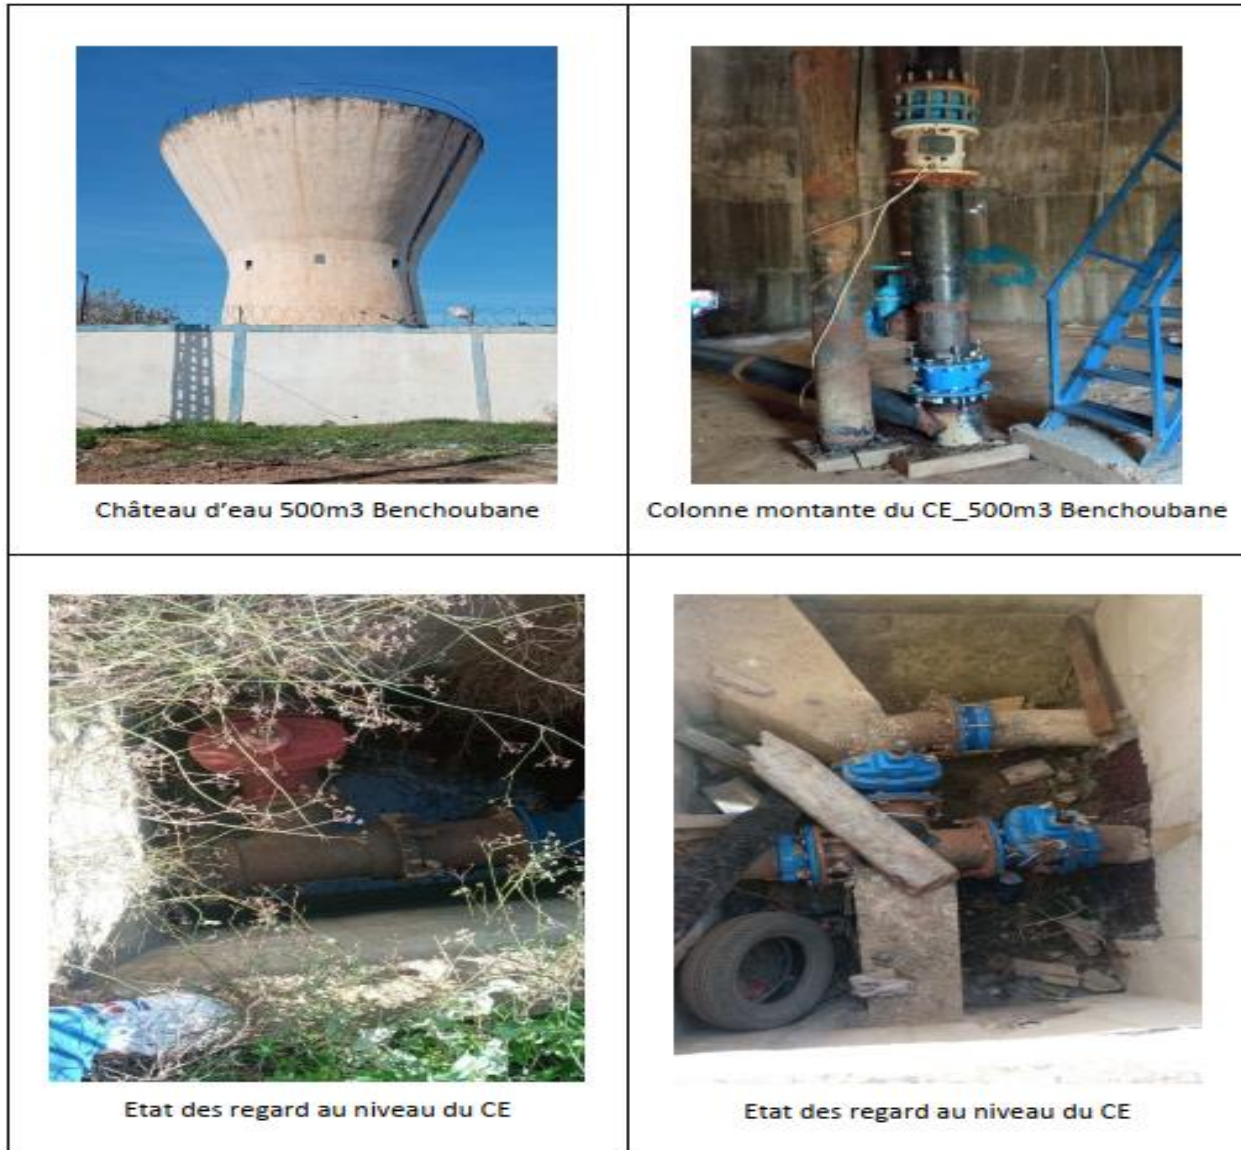 Château d'eau 500m3 Benchoubane
Colonne montante du CE_500m3 Benchoubane
Etat des regard au niveau du CE
Etat des regard au niveau du CE